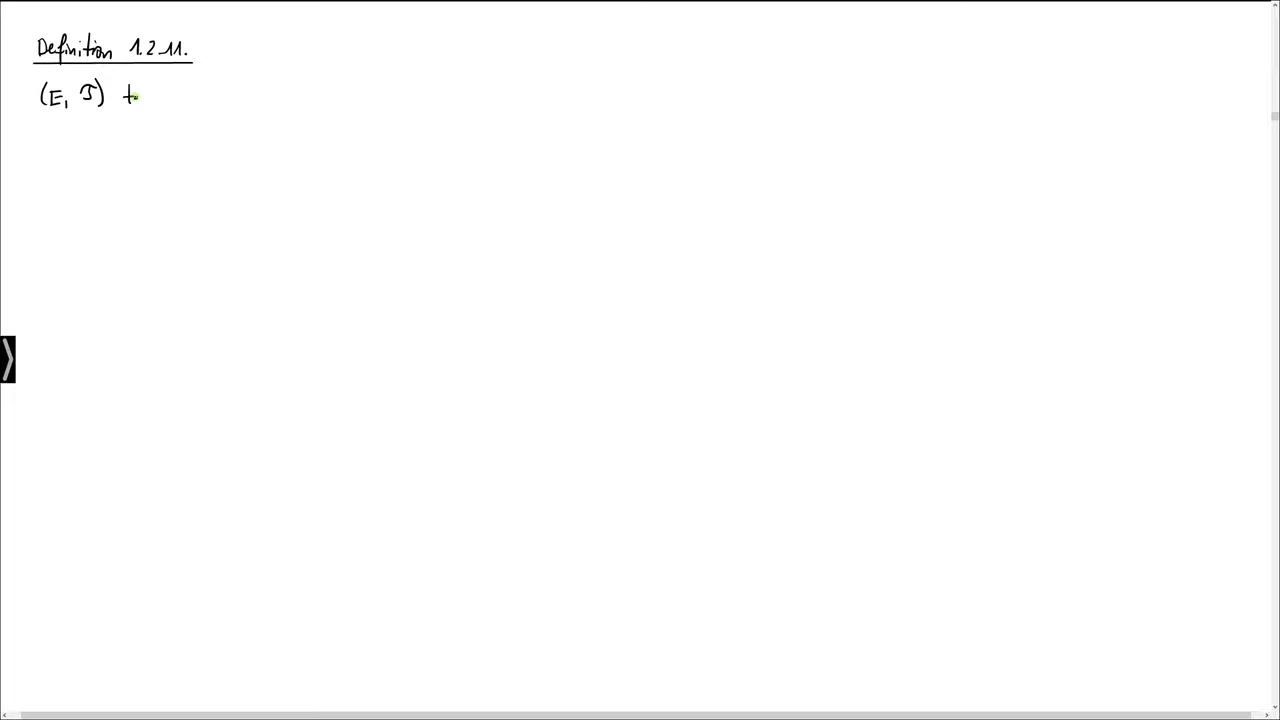 Definition 1.2.11.
(E, T) t